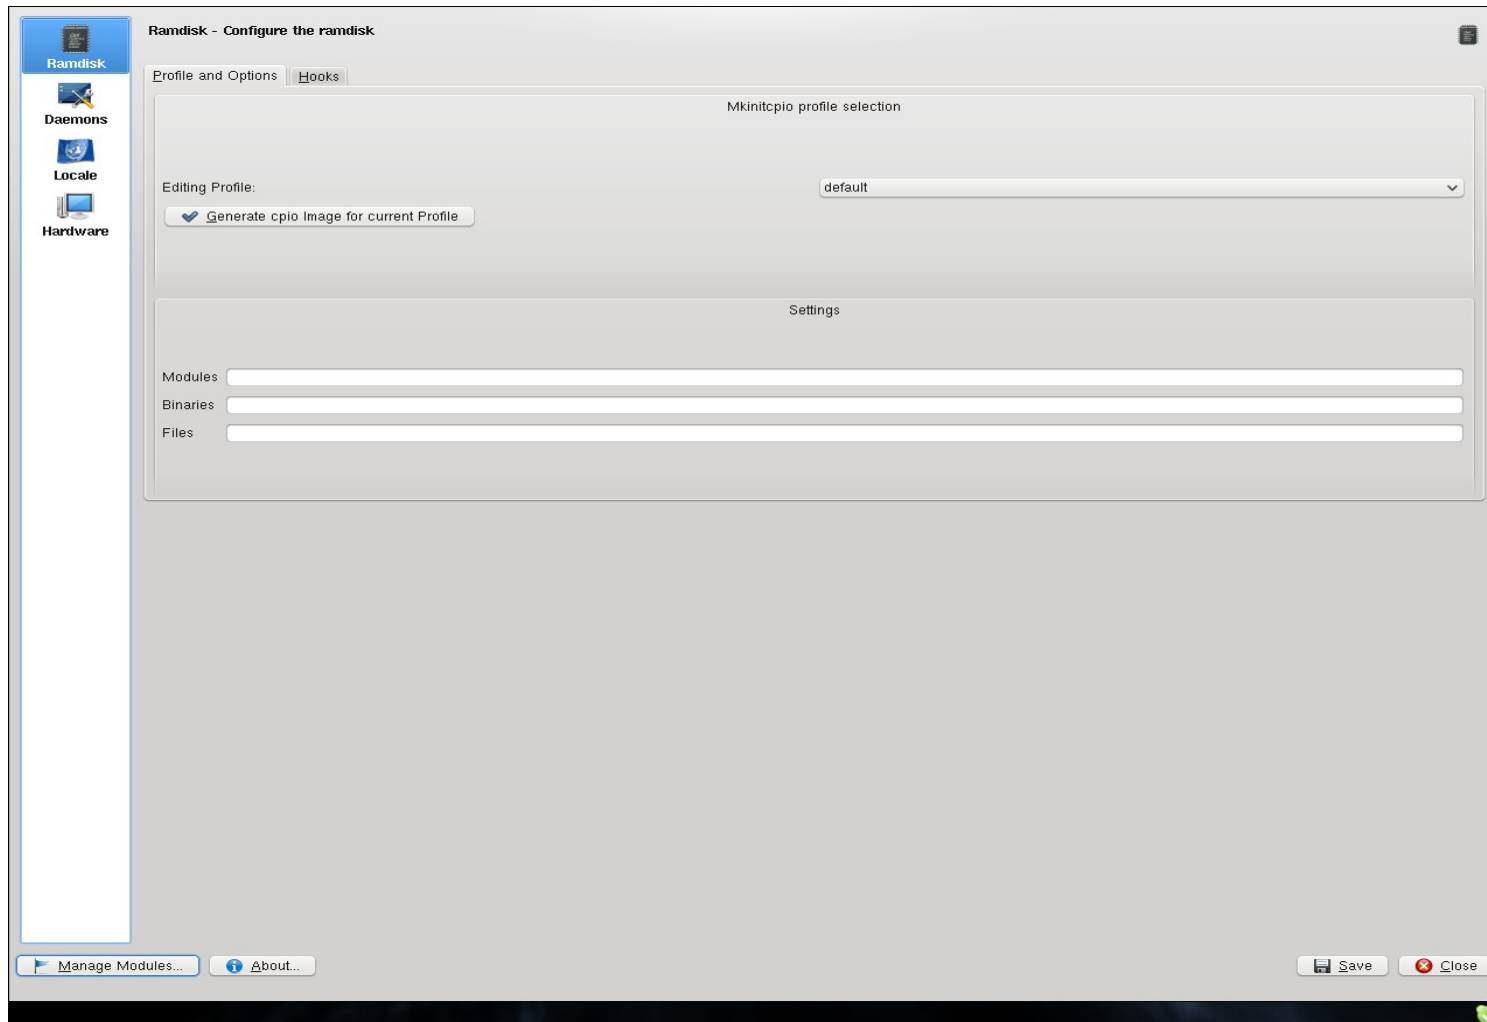 Ramdisk - Configure the ramdisk
Ramdisk
Daemons
Locale
Hardware
Profile and Options
Hooks
Mkinitcpio profile selection
Editing Profile:
default
Generate cpio Image for current Profile
Settings
Modules
Binaries
Files
Manage Modules...
About...
Save
Close